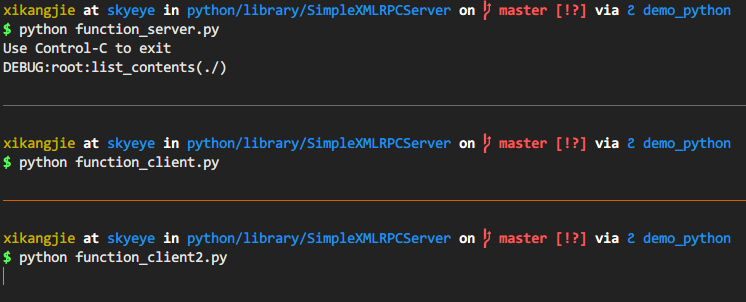 xikangjie at skyeye in python/library/SimpleXMLRPCServer on master [!?] via demo_python
$ python function_server.py
Use Control-C to exit
DEBUG:root:list_contents(./)
xikangjie at skyeye in python/library/SimpleXMLRPCServer on master [!?] via demo_python
$ python function_client.py
xikangjie at skyeye in python/library/SimpleXMLRPCServer on master [!?] via demo_python
$ python function_client2.py